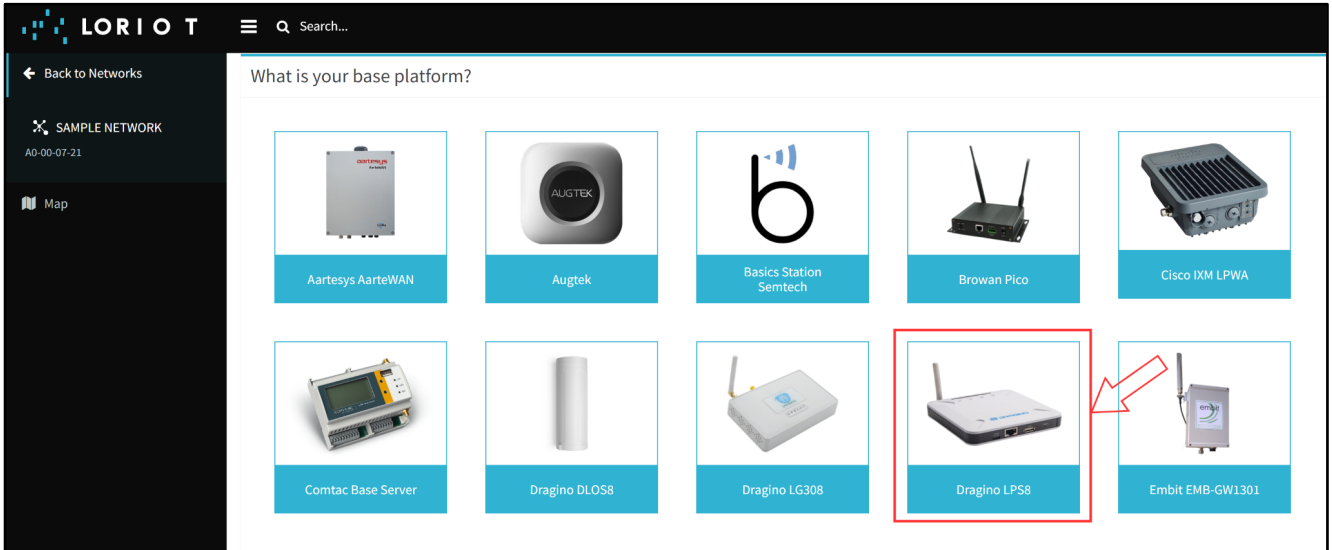 LORIOT
Search...
Back to Networks
What is your base platform?
SAMPLE NETWORK
A0-00-07-21
Map
aartesys
AUGTEK
b
Aartesys AarteWAN
Augtek
Basics Station
Semtech
Browan Pico
Cisco IXM LPWA
embit
Comtac Base Server
Dragino DLOS8
Dragino LG308
Dragino LPS8
Embit EMB-GW1301